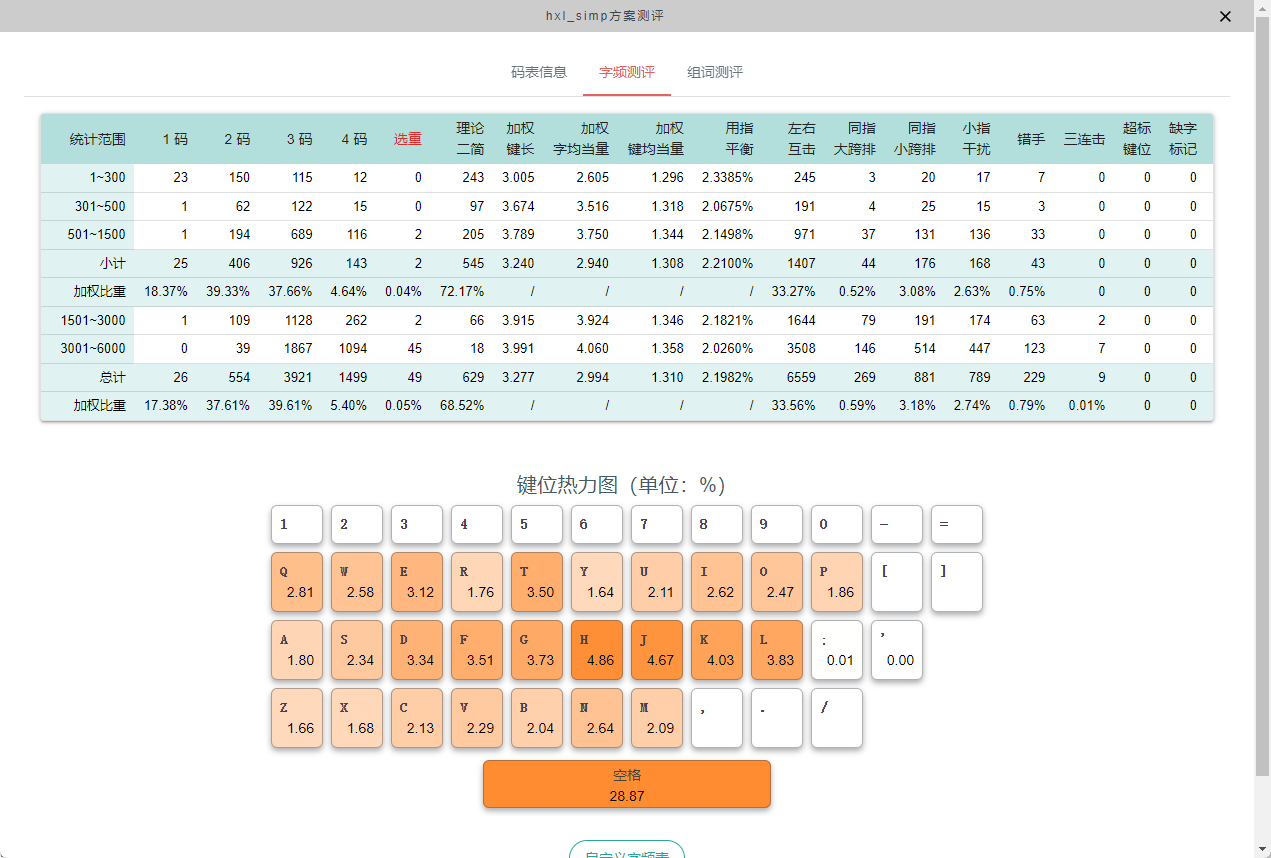 hxl_simp方案测评
码表信息 字频测评 组词测评
统计范围 1 码 2 码 3 码 4 码 选重 理论二简 加权键长 加权字均当量 加权键均当量 用指平衡 左右互击 同指大跨排 同指小跨排 小指干扰 错手 三连击 超标键位 缺字标记
1~300 23 150 115 12 0 243 3.005 2.605 1.296 2.3385% 245 3 20 17 7 0 0 0
301~500 1 62 122 15 0 97 3.674 3.516 1.318 2.0675% 191 4 25 15 3 0 0 0
501~1500 1 194 689 116 2 205 3.789 3.750 1.344 2.1498% 971 37 131 136 33 0 0 0
小计 25 406 926 143 2 545 3.240 2.940 1.308 2.2100% 1407 44 176 168 43 0 0 0
加权比重 18.37% 39.33% 37.66% 4.64% 0.04% 72.17% / / / / 33.27% 0.52% 3.08% 2.63% 0.75% 0 0 0
1501~3000 1 109 1128 262 2 66 3.915 3.924 1.346 2.1821% 1644 79 191 174 63 2 0 0
3001~6000 0 39 1867 1094 45 18 3.991 4.060 1.358 2.0260% 3508 146 514 447 123 7 0 0
总计 26 554 3921 1499 49 629 3.277 2.994 1.310 2.1982% 6559 269 881 789 229 9 0 0
加权比重 17.38% 37.61% 39.61% 5.40% 0.05% 68.52% / / / / 33.56% 0.59% 3.18% 2.74% 0.79% 0.01% 0 0
键位热力图（单位：%）
1 2 3 4 5 6 7 8 9 0 - =
Q W E R T Y U I O P [ ]
2.81 2.58 3.12 1.76 3.50 1.64 2.11 2.62 2.47 1.86
A S D F G H J K L : '
1.80 2.34 3.34 3.51 3.73 4.86 4.67 4.03 3.83 0.01 0.00
Z X C V B N M , . /
1.66 1.68 2.13 2.29 2.04 2.64 2.09
空格
28.87
自定义字频表